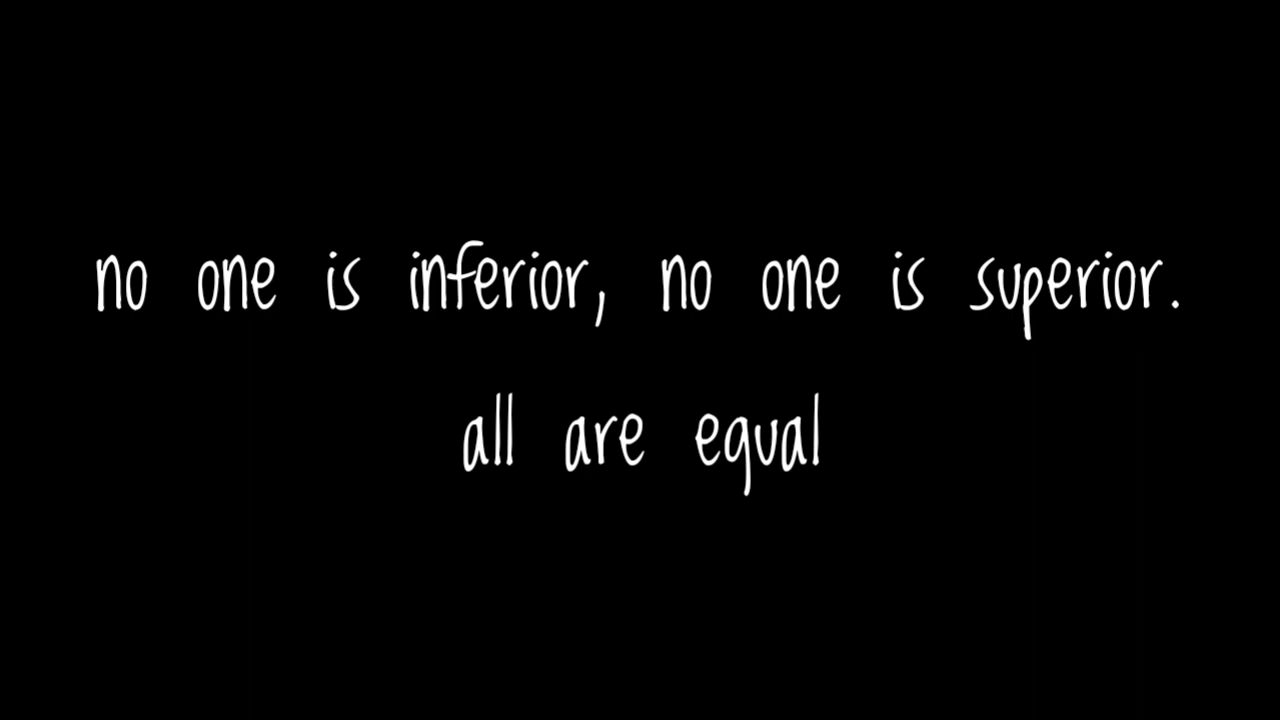 no one is inferior, no one is superior.
all are equal